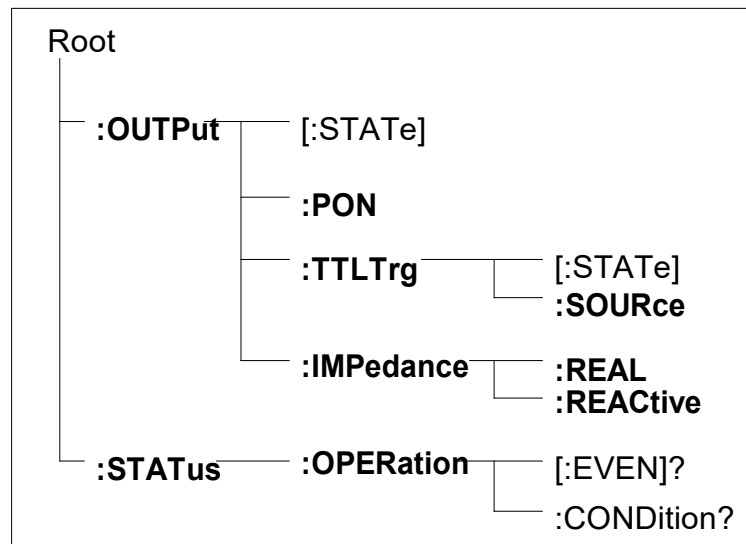 Root
:OUTPut [:STATe]
:PON
:TTLTrg [:STATe]
:SOURce
:IMPedance :REAL
:REACtive
:STATus :OPERation [:EVEN]?
:CONDition?